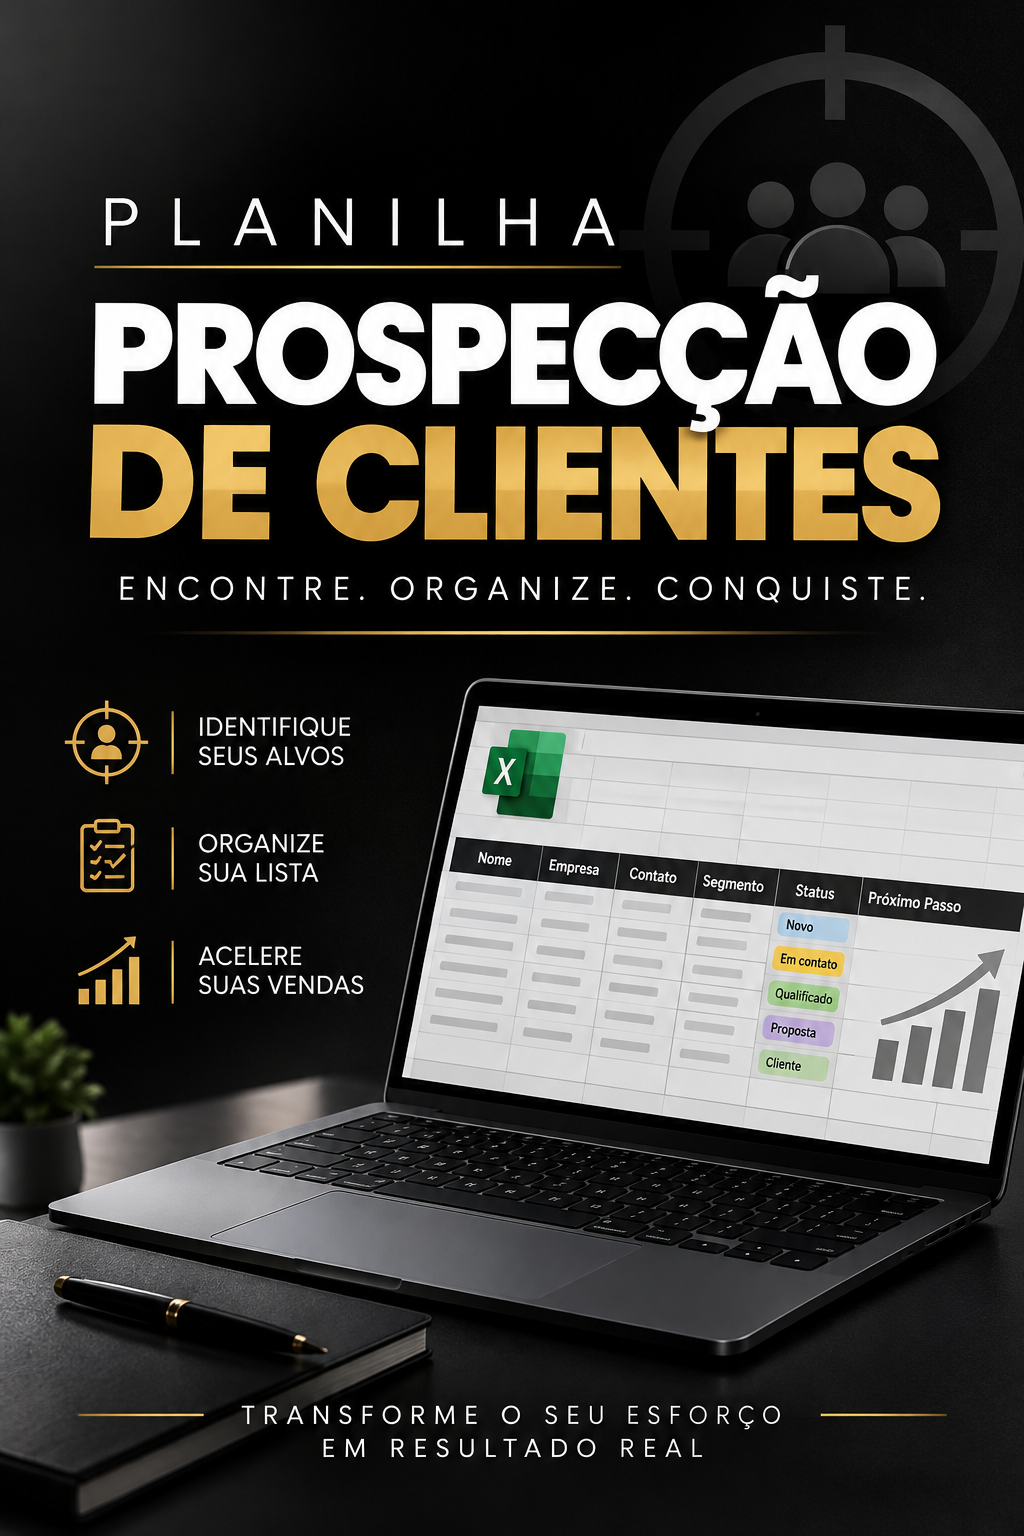 PLANILHA
PROSPECÇÃO
DE CLIENTES
ENCONTRE. ORGANIZE. CONQUISTE.
IDENTIFIQUE
SEUS ALVOS
ORGANIZE
SUA LISTA
ACELERE
SUAS VENDAS
X
Nome Empresa Contato Segmento Status Próximo Passo
Novo
Em contato
Qualificado
Proposta
Cliente
TRANSFORME O SEU ESFORÇO
EM RESULTADO REAL